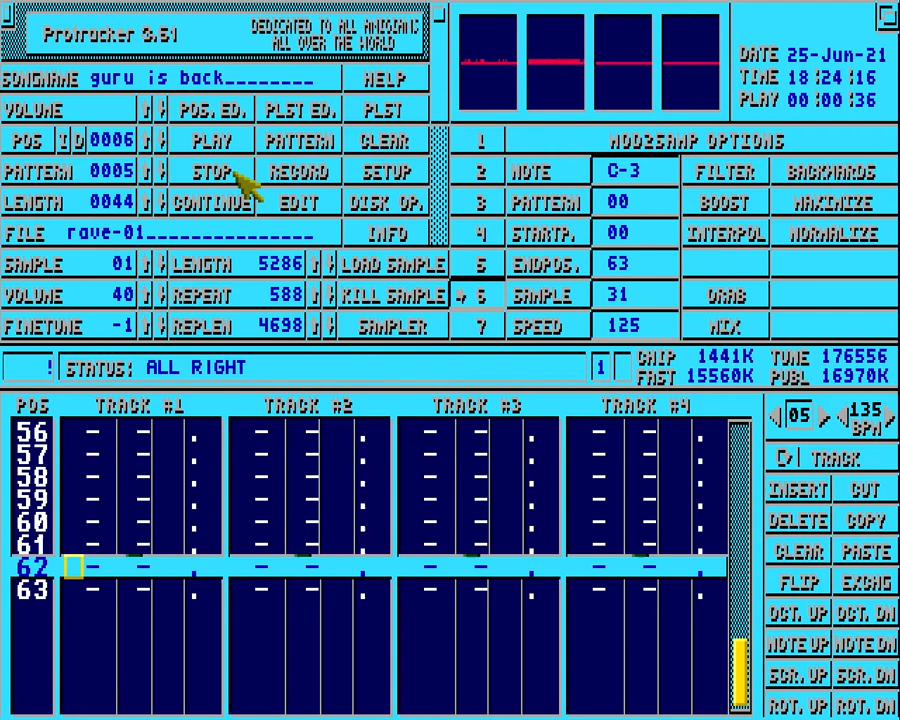 Protracker 3.61 DEDICATED TO ALL AMIGIANS
ALL OVER THE WORLD
DATE 25-Jun-21
TIME 18:24:16
PLAY 00:00:36
SONGNAME guru is back________ HELP
VOLUME POS. ED. PLST ED. PLST
POS I D 0006 PLAY PATTERN CLEAR 1 MOD2SAMP OPTIONS
PATTERN 0005 STOP RECORD SETUP 2 NOTE C-3 FILTER BACKWARDS
LENGTH 0044 CONTINUE EDIT DISK OP. 3 PATTERN 00 BOOST MAXIMIZE
FILE rave-01_______________ INFO 4 STARTP. 00 INTERPOL NORMALIZE
SAMPLE 01 LENGTH 5286 LOAD SAMPLE 5 ENDPOS. 63
VOLUME 40 REPEAT 588 KILL SAMPLE 6 SAMPLE 31 GRAB
FINETUNE -1 REPLEN 4698 SAMPLER 7 SPEED 125 MIX
! STATUS: ALL RIGHT 1 CHIP 1441K TUNE 176556
FAST 15560K PUBL 16970K
POS TRACK #1 TRACK #2 TRACK #3 TRACK #4 05 135 BPM
56 - - . - - . - - . - - .
57 - - . - - . - - . - - . TRACK
58 - - . - - . - - . - - .
59 - - . - - . - - . - - . INSERT CUT
60 - - . - - . - - . - - . DELETE COPY
61 - - . - - . - - . - - . CLEAR PASTE
62 - - . - - . - - . - - .
63 - - . - - . - - . - - . FLIP EXCHG
OCT. UP OCT. DN
NOTE UP NOTE DN
SCR. UP SCR. DN
ROT. UP ROT. DN